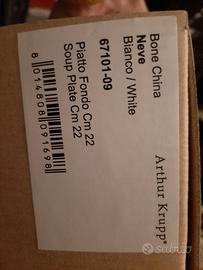 Bone China
Neve
Bianco / White
67101-09
Piatto Fondo Cm 22
Soup Plate Cm 22
8 014808 091698
Arthur Krupp®
subito